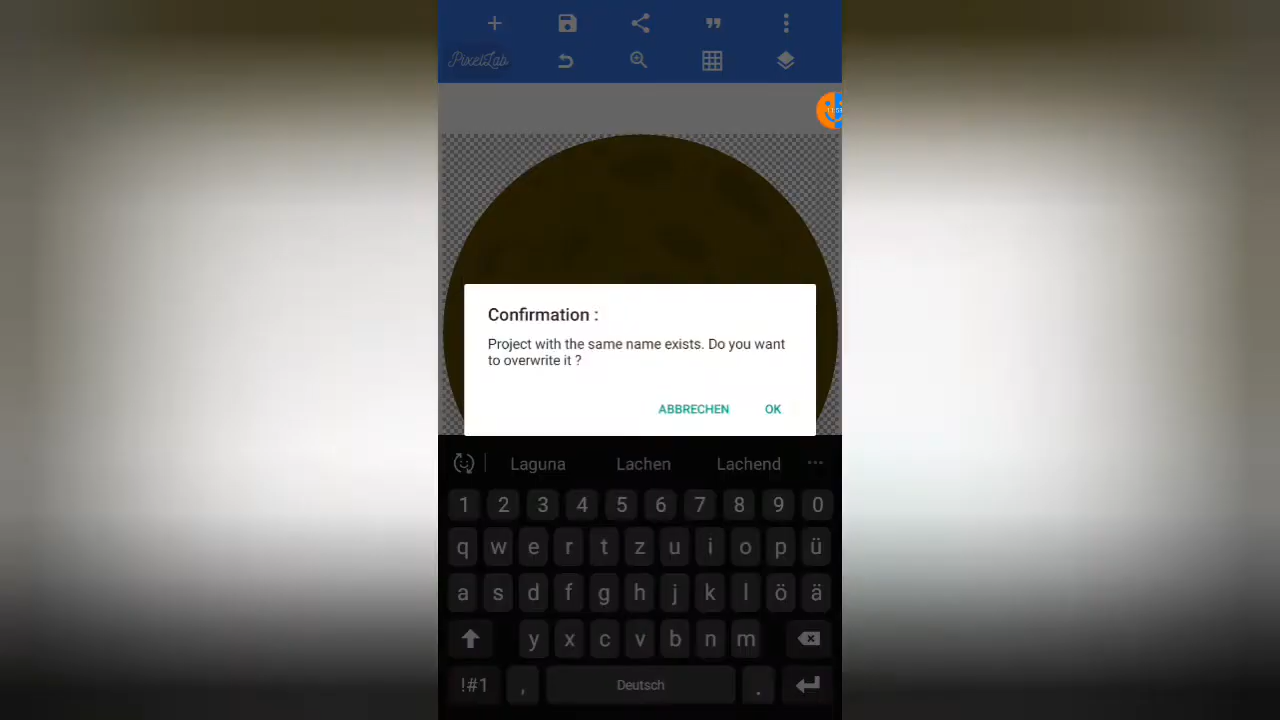 PixelLab
Confirmation :
Project with the same name exists. Do you want
to overwrite it ?
ABBRECHEN OK
Laguna Lachen Lachend ...
1 2 3 4 5 6 7 8 9 0
q w e r t z u i o p ü
a s d f g h j k l ö ä
y x c v b n m
!#1 , Deutsch .